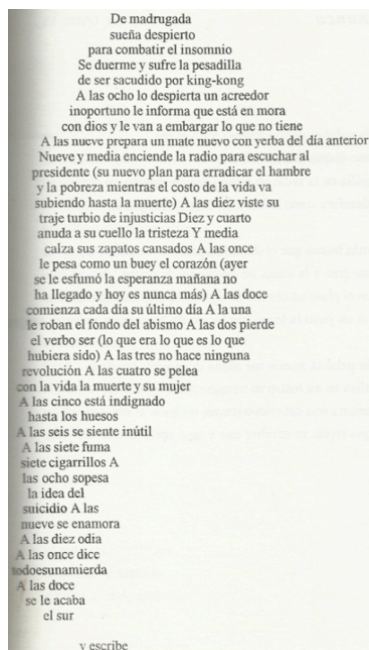 De madrugada
sueña despierto
para combatir el insomnio
Se duerme y sufre la pesadilla
de ser sacudido por king-kong
A las ocho lo despierta un acreedor
inoportuno le informa que está en mora
con dios y le van a embargar lo que no tiene
A las nueve prepara un mate nuevo con yerba del día anterior
Nueve y media enciende la radio para escuchar al
presidente (su nuevo plan para erradicar el hambre
y la pobreza mientras el costo de la vida va
subiendo hasta la muerte) A las diez viste su
traje turbio de injusticias Diez y cuarto
anuda a su cuello la tristeza Y media
calza sus zapatos cansados A las once
le pesa como un buey el corazón (ayer
se le esfumó la esperanza mañana no
ha llegado y hoy es nunca más) A las doce
comienza cada día su último día A la una
le roban el fondo del abismo A las dos pierde
el verbo ser (lo que era lo que es lo que
hubiera sido) A las tres no hace ninguna
revolución A las cuatro se pelea
con la vida la muerte y su mujer
A las cinco está indignado
hasta los huesos
A las seis se siente inútil
A las siete fuma
siete cigarrillos A
las ocho sopesa
la idea del
suicidio A las
nueve se enamora
A las diez odia
A las once dice
todoesunamierda
A las doce
se le acaba
el sur
y escribe